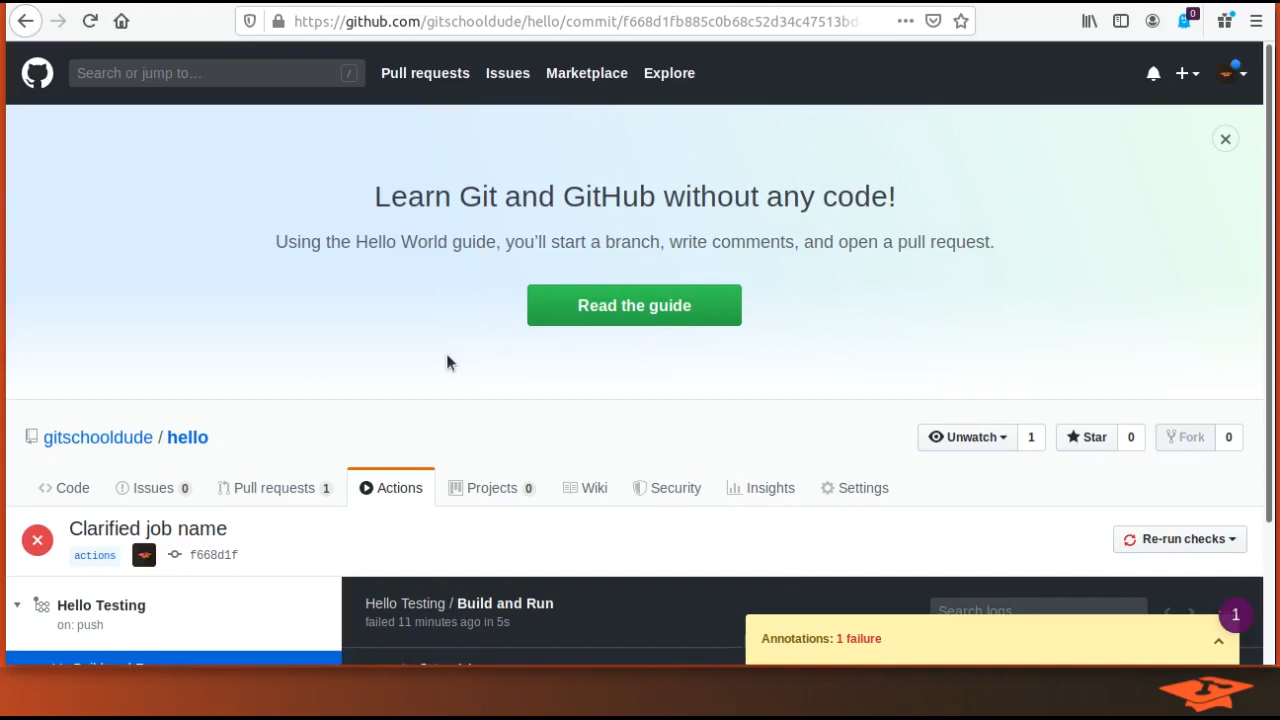 https://github.com/gitschooldude/hello/commit/f668d1fb885c0b68c52d34c47513bd
0
Search or jump to…
/
Pull requests
Issues
Marketplace
Explore
Learn Git and GitHub without any code!
Using the Hello World guide, you’ll start a branch, write comments, and open a pull request.
Read the guide
gitschooldude / hello
Unwatch 1
Star 0
Fork 0
Code
Issues 0
Pull requests 1
Actions
Projects 0
Wiki
Security
Insights
Settings
Clarified job name
actions
f668d1f
Re-run checks
Hello Testing
on: push
Hello Testing / Build and Run
failed 11 minutes ago in 5s
Search logs
Annotations: 1 failure
1